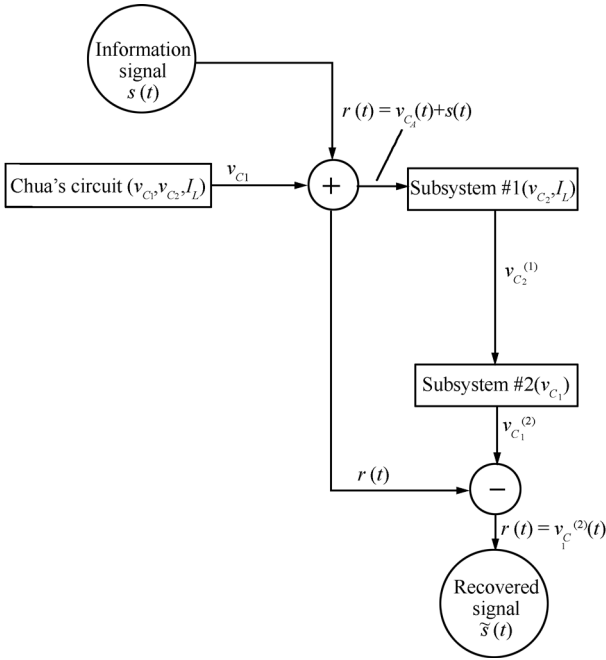 Information
signal
s (t)
r (t) = v_{C_A}(t)+s(t)
v_{C1}
Chua's circuit (v_{C_1},v_{C_2},I_L)
+
Subsystem #1(v_{C_2},I_L)
v_{C_2}^{(1)}
Subsystem #2(v_{C_1})
v_{C_1}^{(2)}
r (t)
−
r (t) = v_{C_1}^{(2)}(t)
Recovered
signal
s̃ (t)